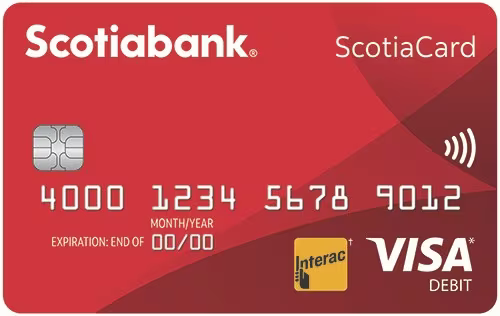 Scotiabank® ScotiaCard
4000 1234 5678 9012
MONTH/YEAR
EXPIRATION: END OF 00/00
Interac† VISA*
DEBIT